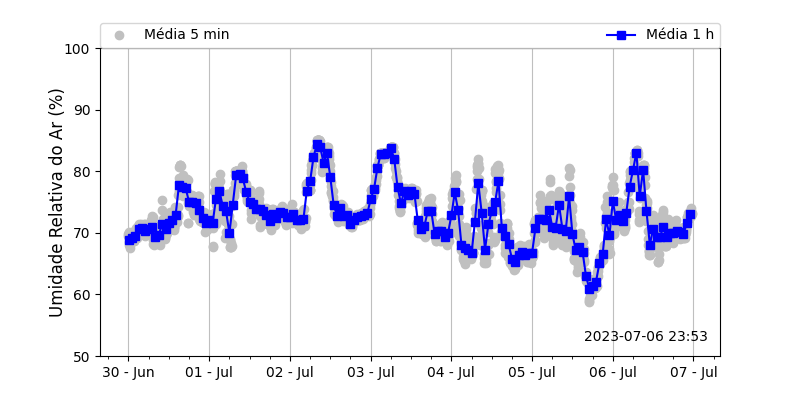 Média 5 min Média 1 h
100
90
80
70
60
50
Umidade Relativa do Ar (%)
2023-07-06 23:53
30 - Jun 01 - Jul 02 - Jul 03 - Jul 04 - Jul 05 - Jul 06 - Jul 07 - Jul